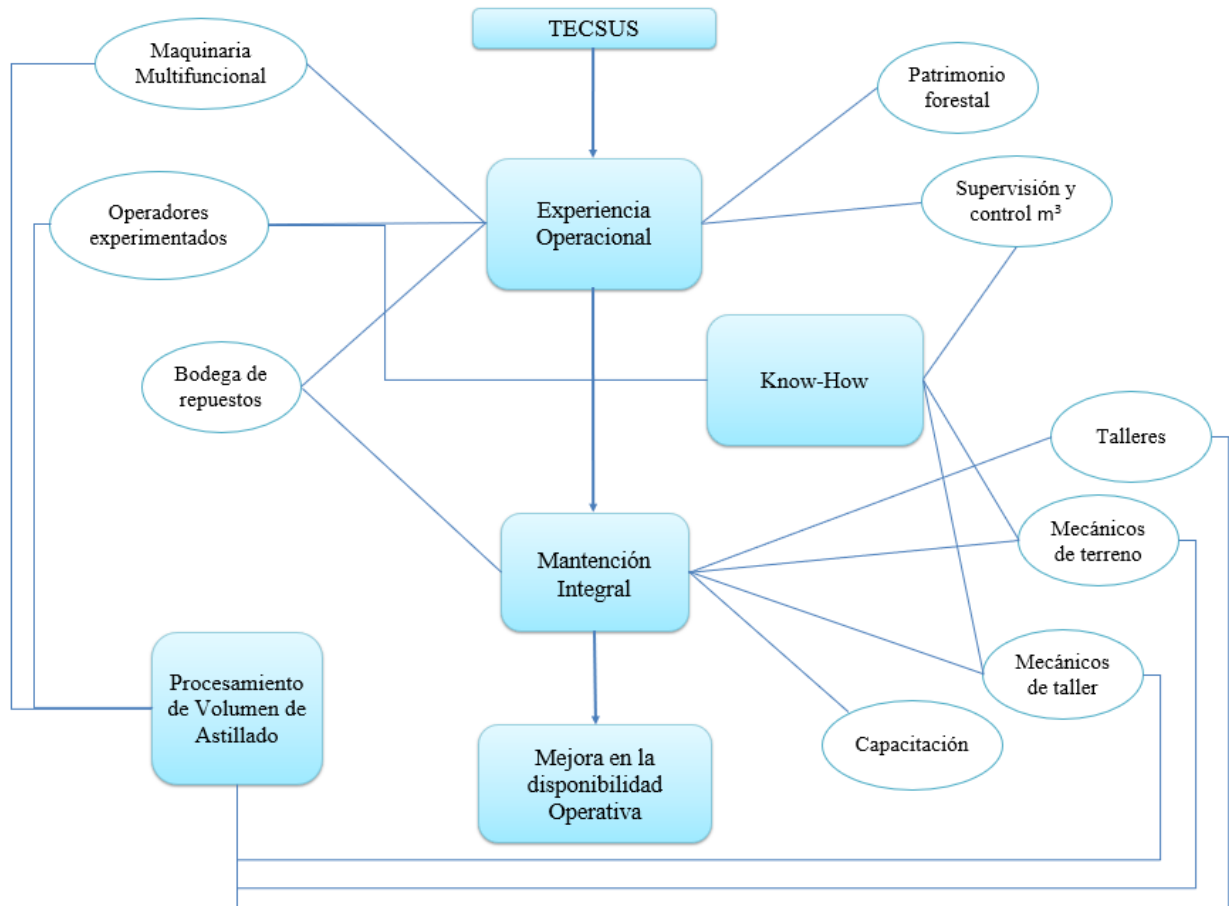 TECSUS
Maquinaria
Multifuncional
Patrimonio
forestal
Operadores
experimentados
Experiencia
Operacional
Supervisión y
control m³
Bodega de
repuestos
Know-How
Talleres
Mantención
Integral
Mecánicos
de terreno
Procesamiento
de Volumen de
Astillado
Mecánicos
de taller
Capacitación
Mejora en la
disponibilidad
Operativa